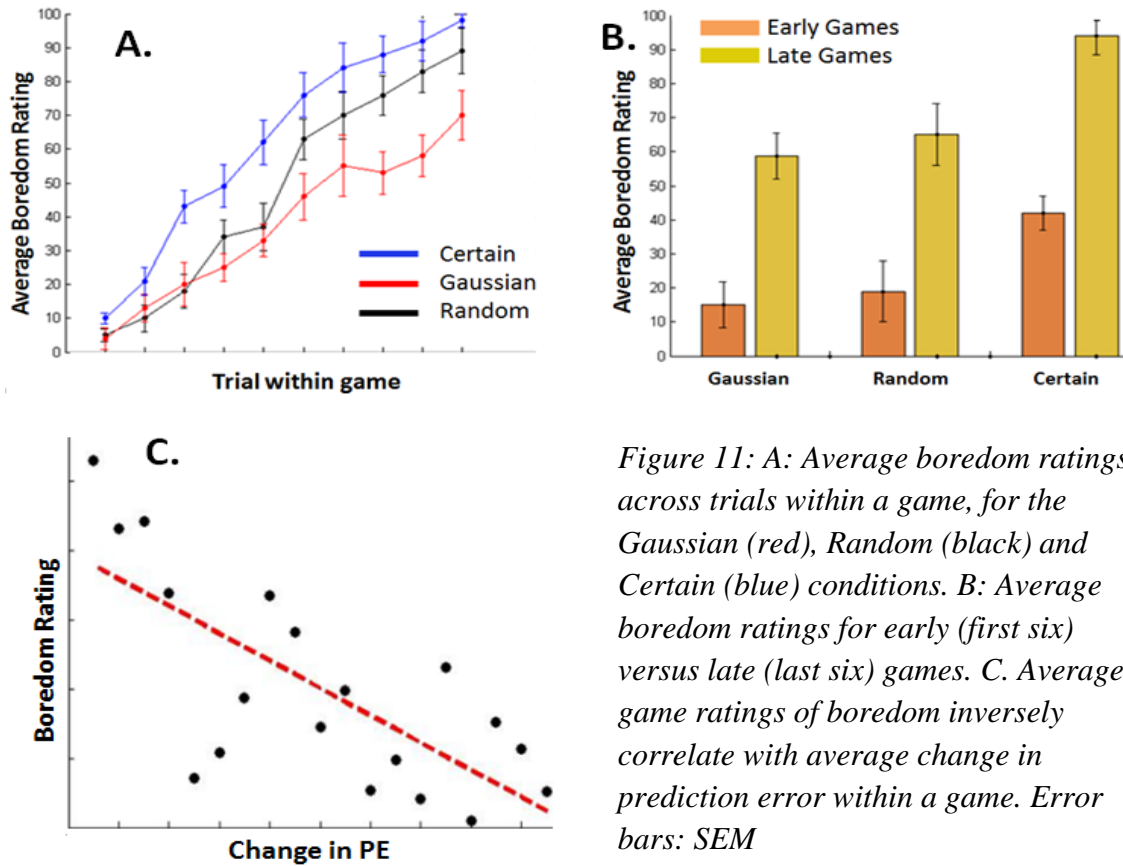 A.
Average Boredom Rating
100
90
80
70
60
50
40
30
20
10
0
Certain
Gaussian
Random
Trial within game
B.
Average Boredom Rating
100
90
80
70
60
50
40
30
20
10
0
Early Games
Late Games
Gaussian
Random
Certain
C.
Boredom Rating
Change in PE
Figure 11: A: Average boredom ratings
across trials within a game, for the
Gaussian (red), Random (black) and
Certain (blue) conditions. B: Average
boredom ratings for early (first six)
versus late (last six) games. C. Average
game ratings of boredom inversely
correlate with average change in
prediction error within a game. Error
bars: SEM